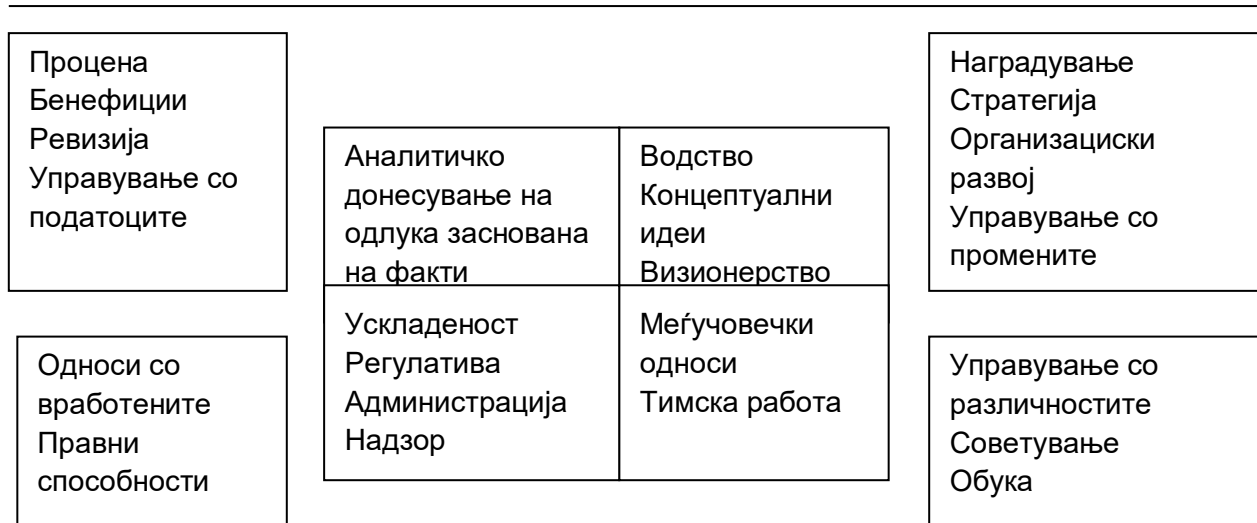 Процена
Бенефиции
Ревизија
Управување со
податоците
Аналитичко
донесување на
одлука заснована
на факти
Водство
Концептуални
идеи
Визионерство
Наградување
Стратегија
Организациски
развој
Управување со
промените
Односи со
вработените
Правни
способности
Ускладеност
Регулатива
Администрација
Надзор
Меѓучовечки
односи
Тимска работа
Управување со
различностите
Советување
Обука